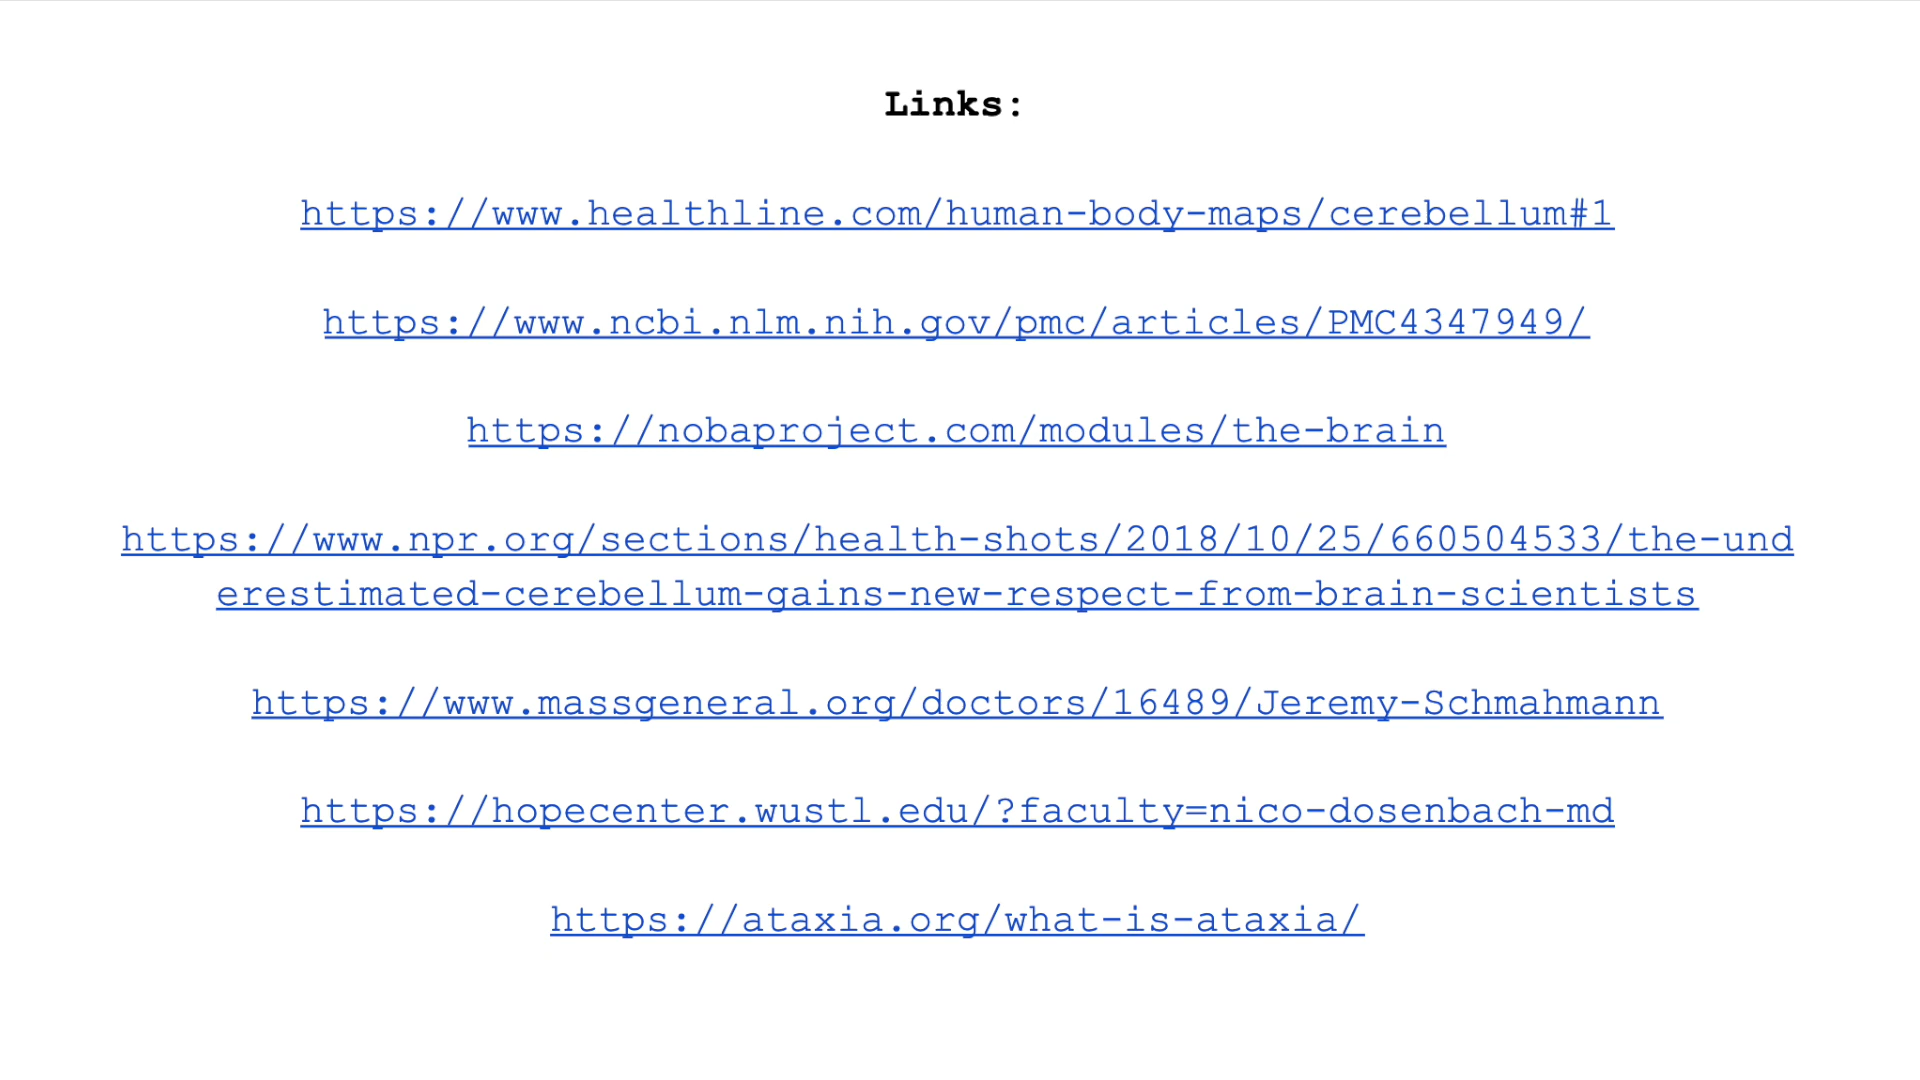 Links:
https://www.healthline.com/human-body-maps/cerebellum#1
https://www.ncbi.nlm.nih.gov/pmc/articles/PMC4347949/
https://nobaproject.com/modules/the-brain
https://www.npr.org/sections/health-shots/2018/10/25/660504533/the-und
erestimated-cerebellum-gains-new-respect-from-brain-scientists
https://www.massgeneral.org/doctors/16489/Jeremy-Schmahmann
https://hopecenter.wustl.edu/?faculty=nico-dosenbach-md
https://ataxia.org/what-is-ataxia/